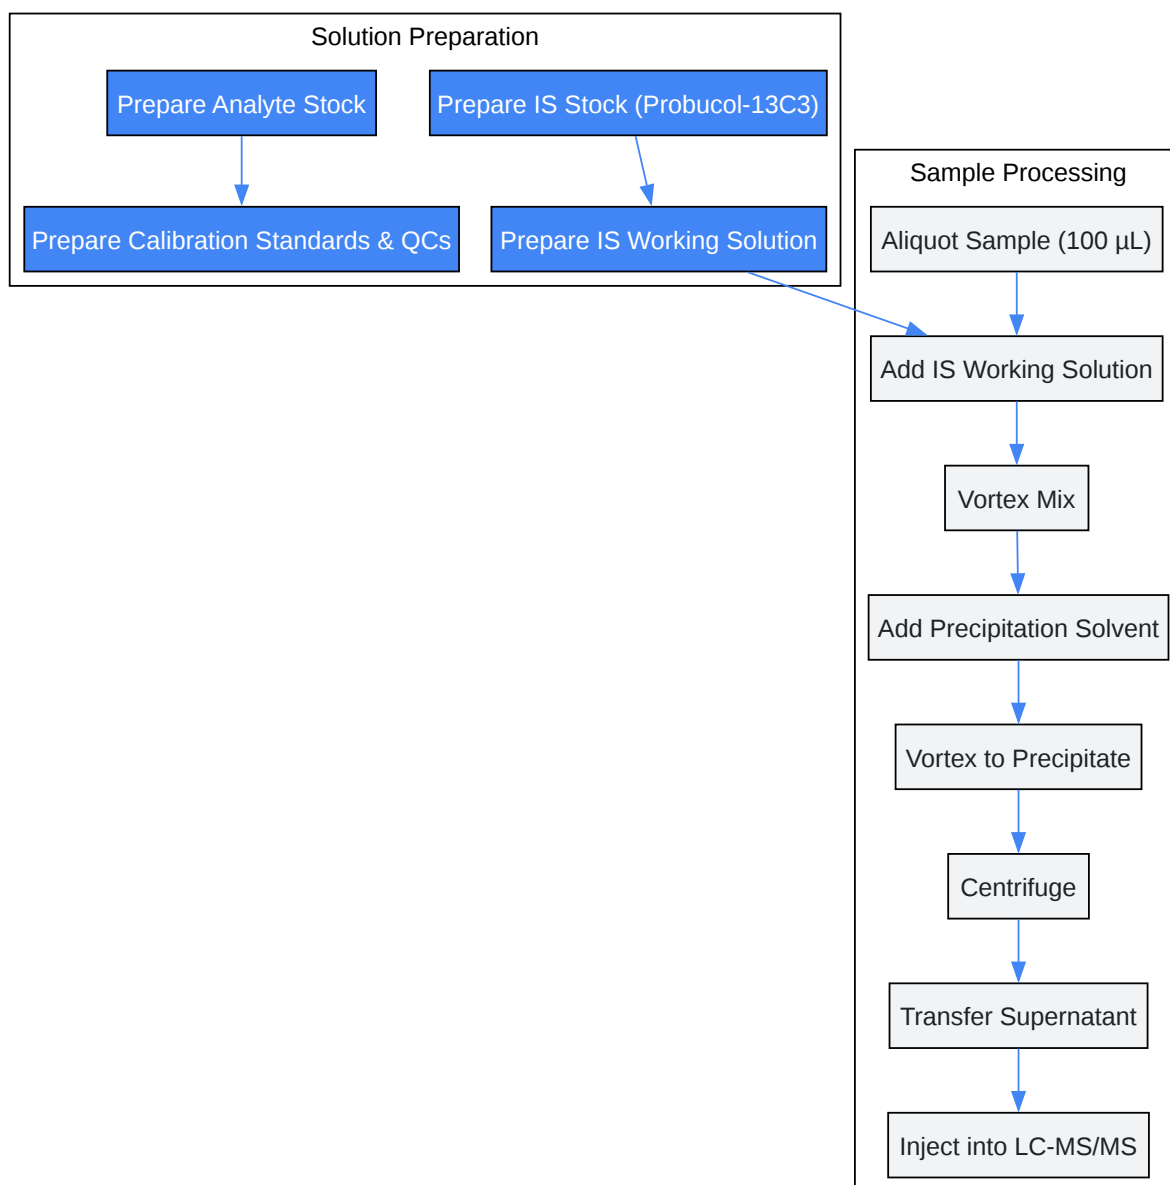 Solution Preparation
Prepare Analyte Stock
Prepare IS Stock (Probucol-13C3)
Prepare Calibration Standards & QCs
Prepare IS Working Solution
Sample Processing
Aliquot Sample (100 µL)
Add IS Working Solution
Vortex Mix
Add Precipitation Solvent
Vortex to Precipitate
Centrifuge
Transfer Supernatant
Inject into LC-MS/MS